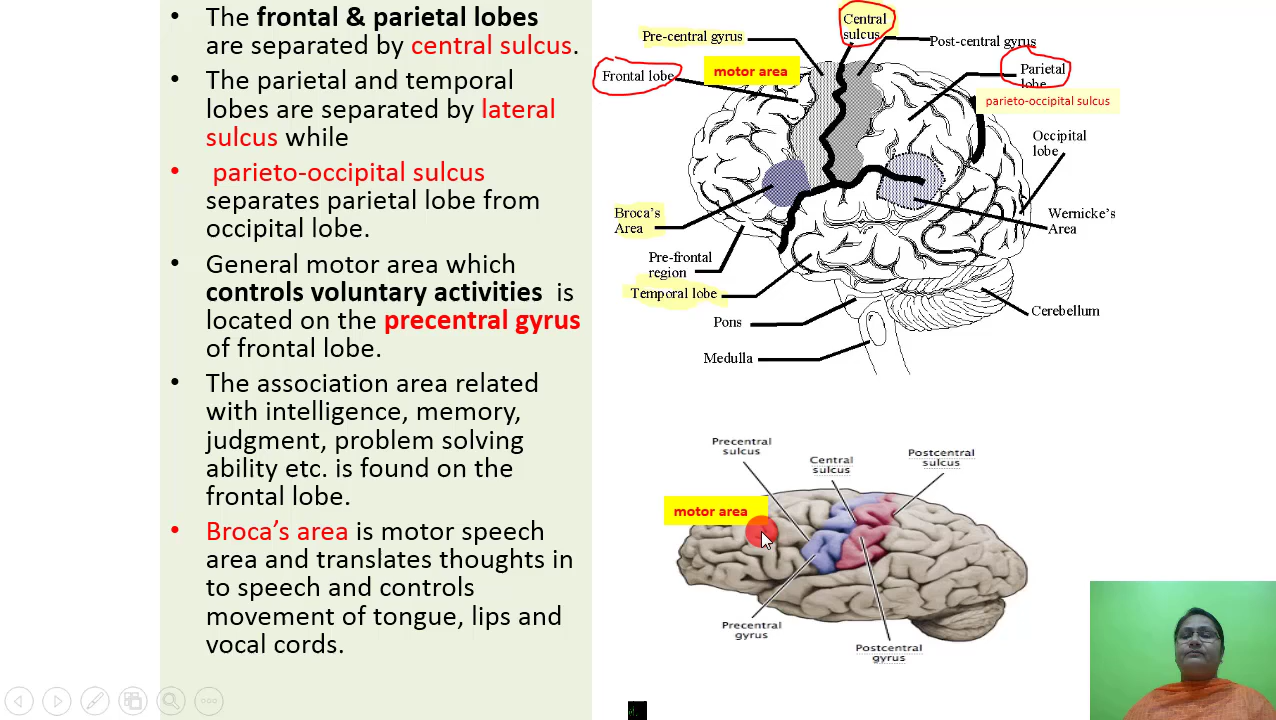 • The frontal & parietal lobes
are separated by central sulcus.
• The parietal and temporal
lobes are separated by lateral
sulcus while
• parieto-occipital sulcus
separates parietal lobe from
occipital lobe.
• General motor area which
controls voluntary activities is
located on the precentral gyrus
of frontal lobe.
• The association area related
with intelligence, memory,
judgment, problem solving
ability etc. is found on the
frontal lobe.
• Broca's area is motor speech
area and translates thoughts in
to speech and controls
movement of tongue, lips and
vocal cords.
Central
sulcus
Pre-central gyrus
Post-central gyrus
Frontal lobe
motor area
Parietal
lobe
parieto-occipital sulcus
Occipital
lobe
Broca's
Area
Wernicke's
Area
Pre-frontal
region
Temporal lobe
Pons
Cerebellum
Medulla
Precentral
sulcus
Central
sulcus
Postcentral
sulcus
motor area
Precentral
gyrus
Postcentral
gyrus